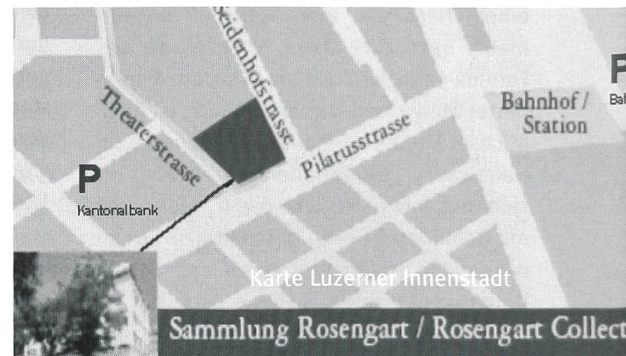 Seidenhofstrasse
Theaterstrasse
Pilatusstrasse
Bahnhof /
Station
P
P
Kantonalbank
Karte Luzerner Innenstadt
Sammlung Rosengart / Rosengart Collect